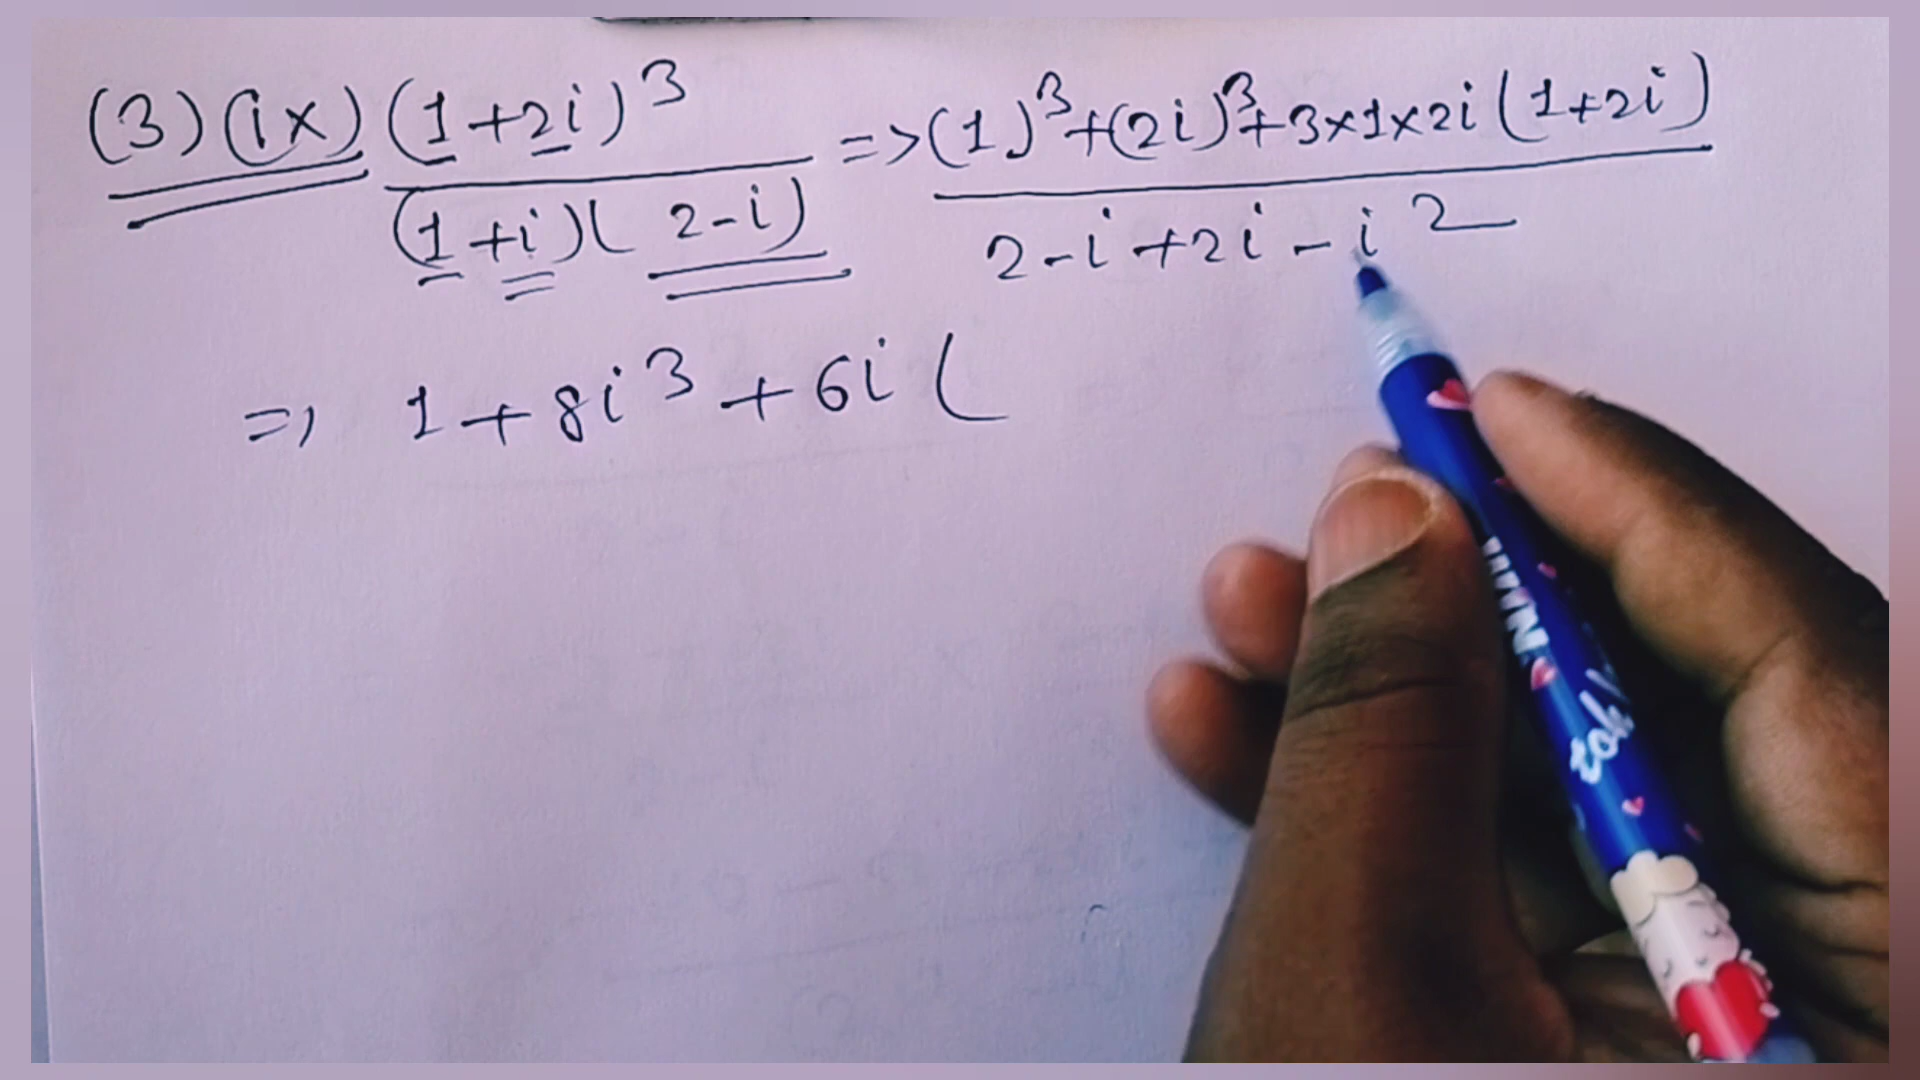 (3) (ix) (1+2i)^3 / (1+i)(2-i) => (1)^3+(2i)^3+3×1×2i(1+2i) / 2-i+2i-i^2
=> 1+8i^3+6i(